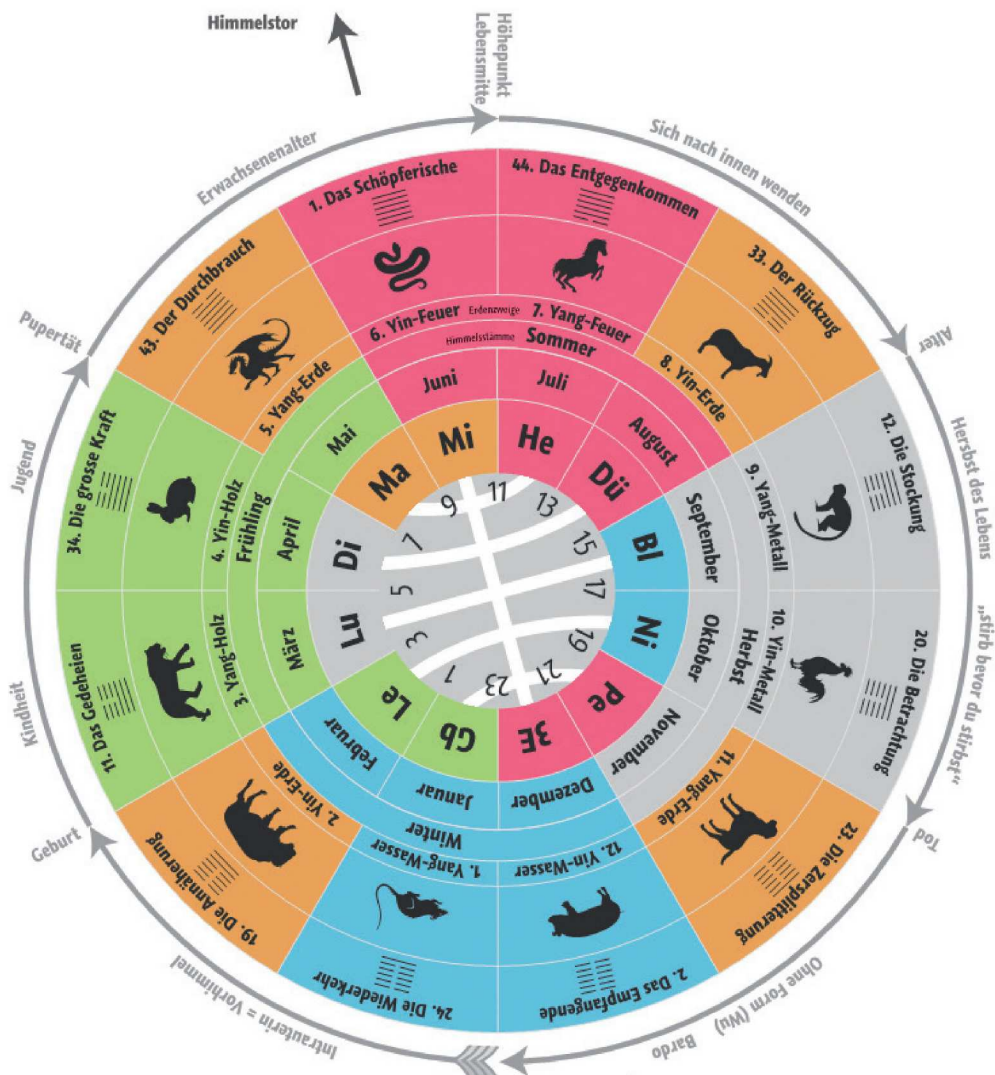 Himmelstor
Höhepunkt
Lebensmitte
Erwachsenenalter
Sich nach innen wenden
Pupertät
Alter
Jugend
Hersbst des Lebens
Kindheit
„stirb bevor du stirbst“
Geburt
Tod
Intrauterin = Vorhimmel
Ohne Form (Wu)
Bardo
1. Das Schöpferische
44. Das Entgegenkommen
33. Der Rückzug
12. Die Stockung
20. Die Betrachtung
23. Die Zersplitterung
2. Das Empfangende
24. Die Wiederkehr
19. Die Annäherung
11. Das Gedeheien
34. Die grosse Kraft
43. Der Durchbrauch
6. Yin-Feuer
Erdenzweige
7. Yang-Feuer
8. Yin-Erde
9. Yang-Metall
10. Yin-Metall
11. Yang-Erde
12. Yin-Wasser
1. Yang-Wasser
2. Yin-Erde
3. Yang-Holz
4. Yin-Holz
5. Yang-Erde
Himmelsstämme
Sommer
Herbst
Winter
Frühling
Juni
Juli
August
September
Oktober
November
Dezember
Januar
Februar
März
April
Mai
Mi
He
Dü
Bl
Ni
Pe
3E
Gb
Le
Lu
Di
Ma
9
11
13
15
17
19
21
23
1
3
5
7